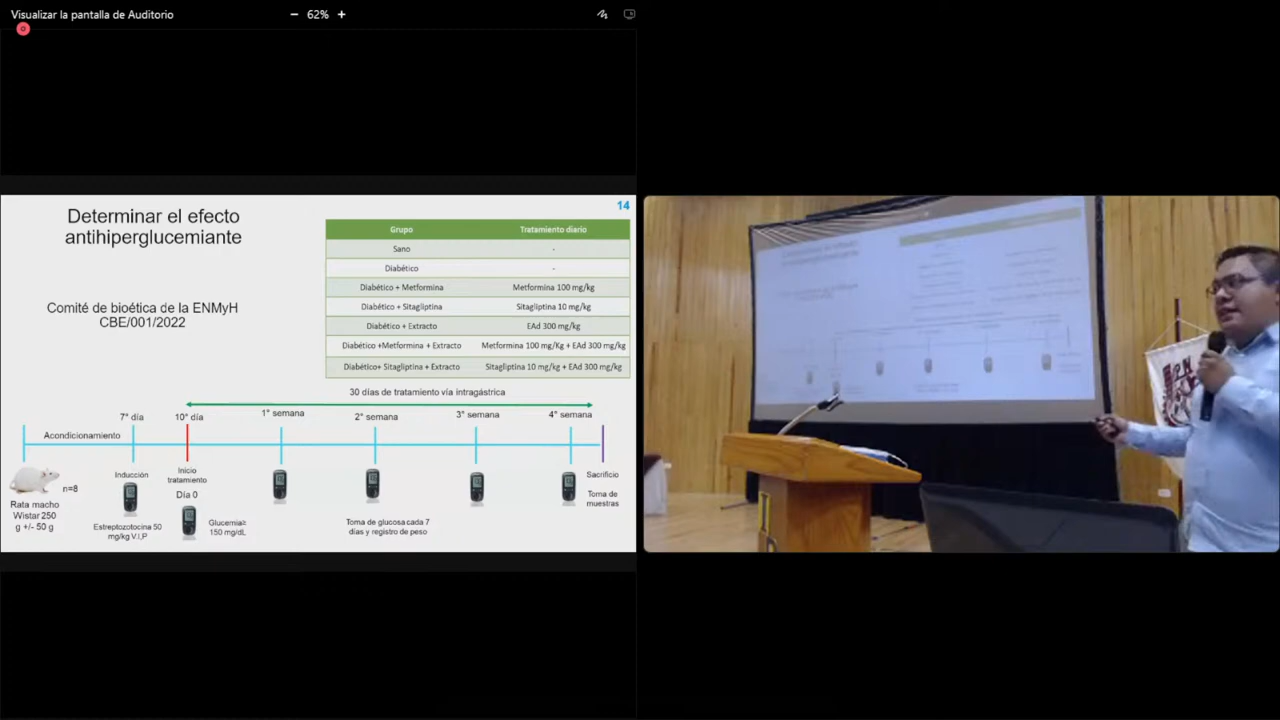 Visualizar la pantalla de Auditorio
− 62% +
14
Determinar el efecto
antihiperglucemiante
Comité de bioética de la ENMyH
CBE/001/2022
Grupo Tratamiento diario
Sano -
Diabético -
Diabético + Metformina Metformina 100 mg/kg
Diabético + Sitagliptina Sitagliptina 10 mg/kg
Diabético + Extracto EAd 300 mg/kg
Diabético +Metformina + Extracto Metformina 100 mg/Kg + EAd 300 mg/kg
Diabético+ Sitagliptina + Extracto Sitagliptina 10 mg/kg + EAd 300 mg/kg
30 días de tratamiento vía intragástrica
7° día 10° día 1° semana 2° semana 3° semana 4° semana
Acondicionamiento
n=8
Rata macho
Wistar 250
g +/- 50 g
Inducción
Estreptozotocina 50
mg/kg V.I,P
Inicio
tratamiento
Día 0
Glucemia≥
150 mg/dL
Toma de glucosa cada 7
días y registro de peso
Sacrificio
Toma de
muestras